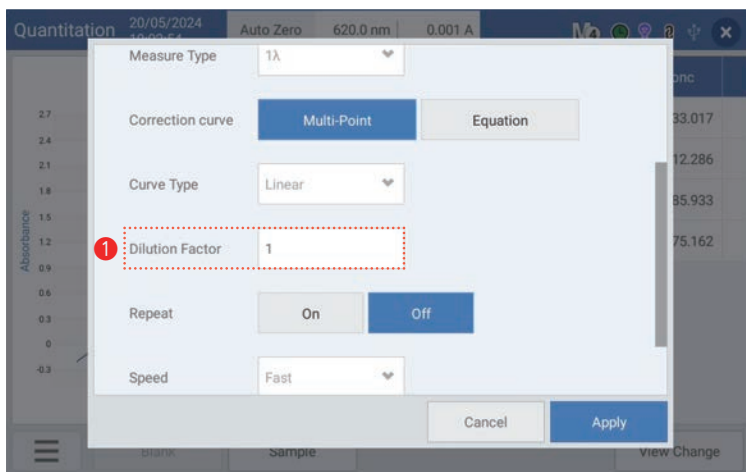 Quantitation 20/05/2024 Auto Zero 620.0 nm 0.001 A
Measure Type 1λ
onc
2.7
Correction curve Multi-Point Equation
33.017
2.4
2.1
12.286
1.8
Curve Type Linear
85.933
1.5
Absorbance
1.2
1 Dilution Factor 1
75.162
0.9
0.6
0.3
Repeat On Off
0
-0.3
Speed Fast
Cancel Apply
Blank Sample View Change